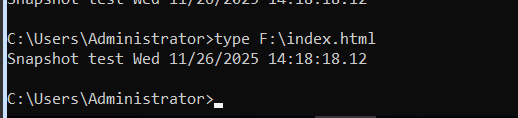 Snapshot test Wed 11/26/2025 14:18:18.12
C:\Users\Administrator>type F:\index.html
Snapshot test Wed 11/26/2025 14:18:18.12
C:\Users\Administrator>